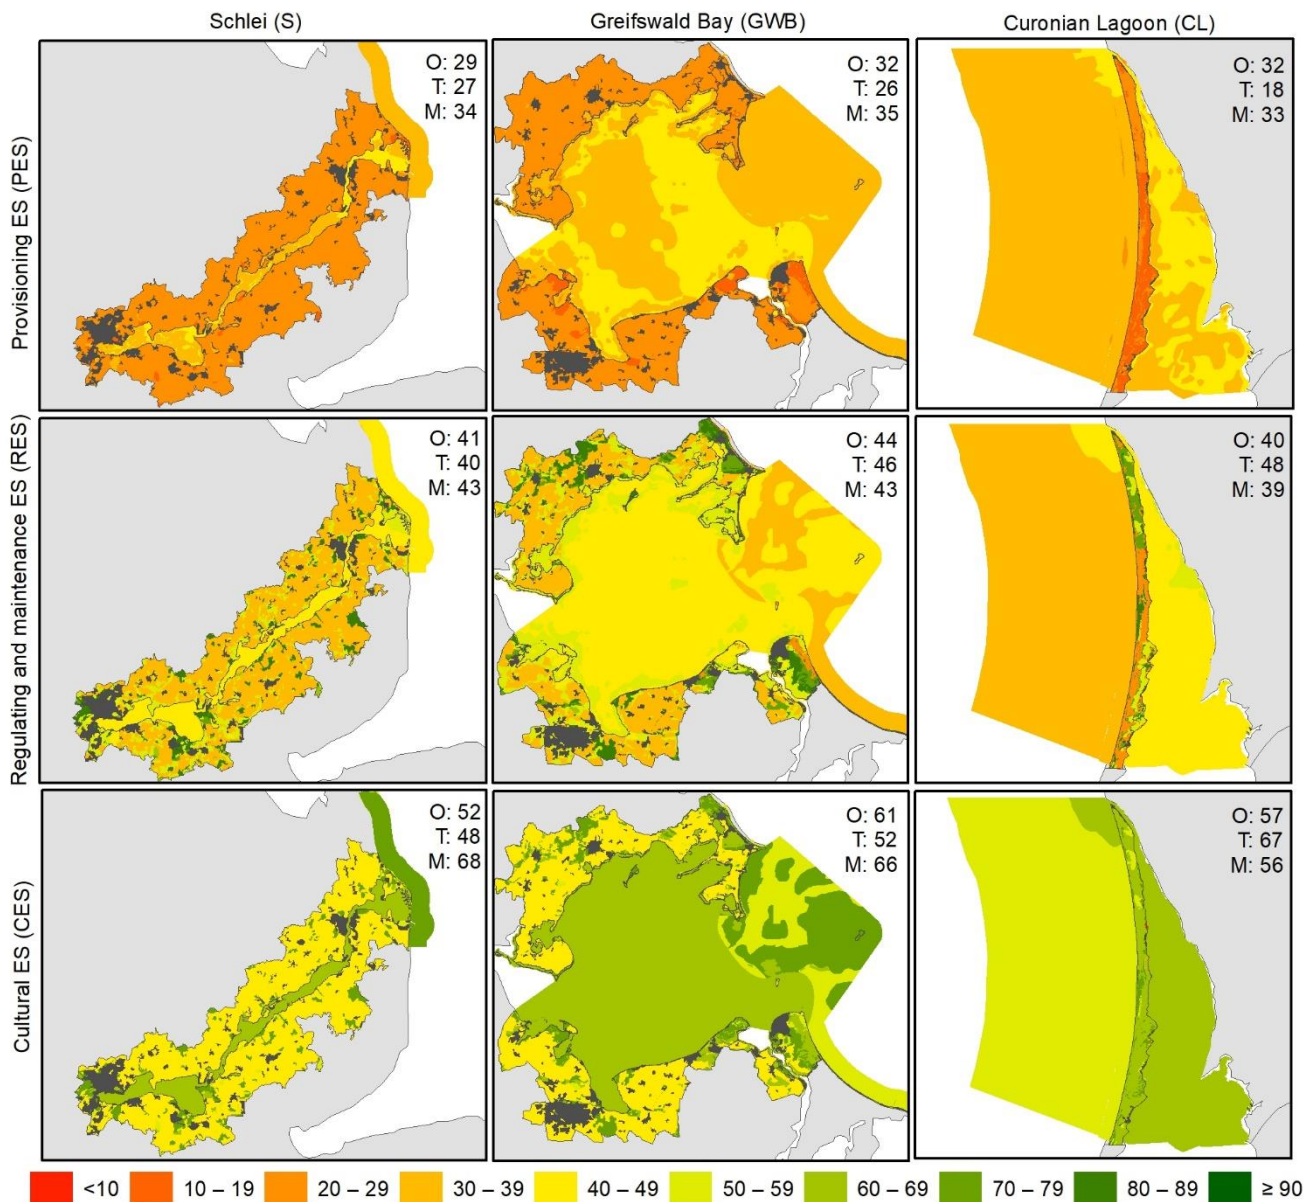 Schlei (S)
Greifswald Bay (GWB)
Curonian Lagoon (CL)
Provisioning ES (PES)
O: 29
T: 27
M: 34
O: 32
T: 26
M: 35
O: 32
T: 18
M: 33
Regulating and maintenance ES (RES)
O: 41
T: 40
M: 43
O: 44
T: 46
M: 43
O: 40
T: 48
M: 39
Cultural ES (CES)
O: 52
T: 48
M: 68
O: 61
T: 52
M: 66
O: 57
T: 67
M: 56
<10 10 – 19 20 – 29 30 – 39 40 – 49 50 – 59 60 – 69 70 – 79 80 – 89 ≥ 90